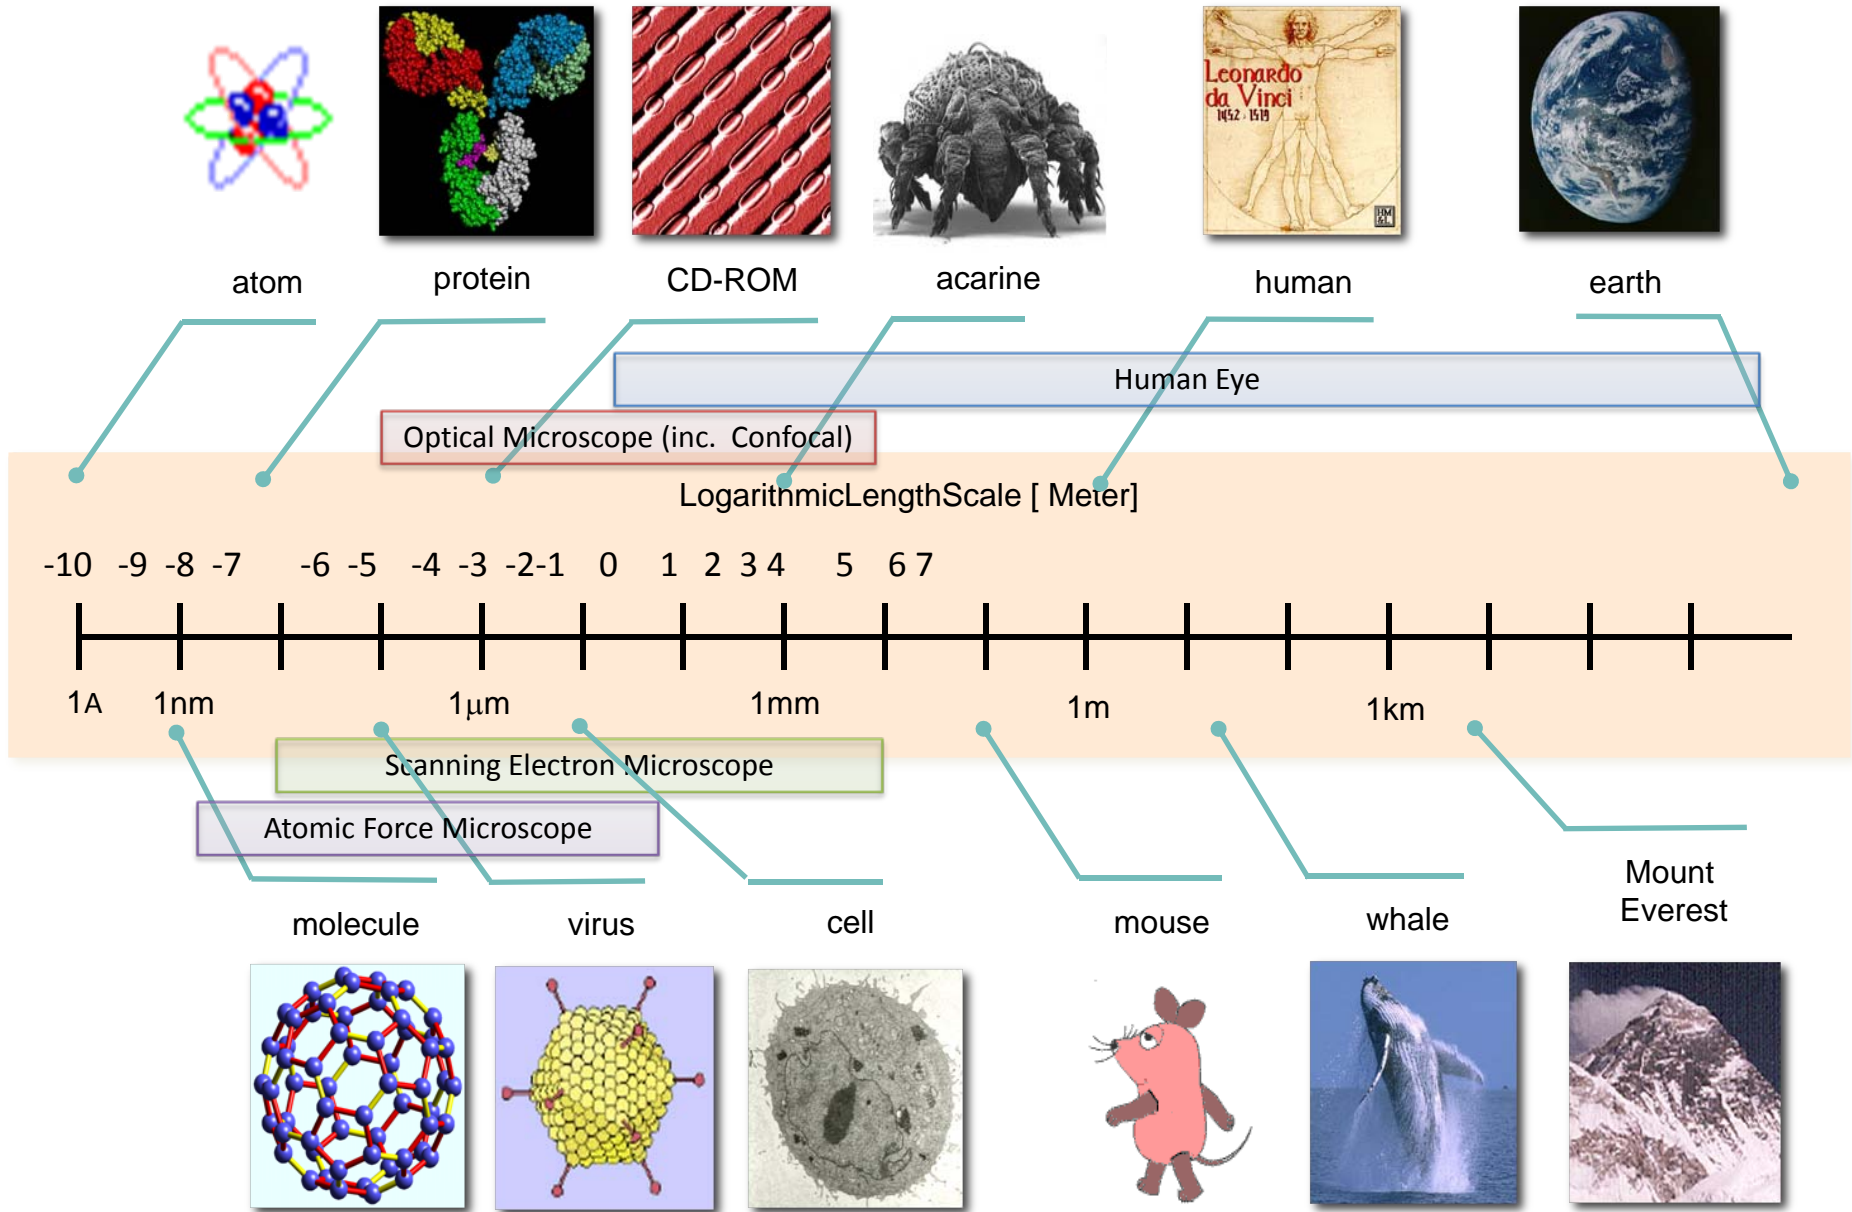 Leonardo
da Vinci
1452 - 1519
HM
&L
atom
protein
CD-ROM
acarine
human
earth
Human Eye
Optical Microscope (inc. Confocal)
LogarithmicLengthScale [ Meter]
-10 -9 -8 -7 -6 -5 -4 -3 -2-1 0 1 2 3 4 5 6 7
1A 1nm 1μm 1mm 1m 1km
Scanning Electron Microscope
Atomic Force Microscope
molecule
virus
cell
mouse
whale
Mount
Everest